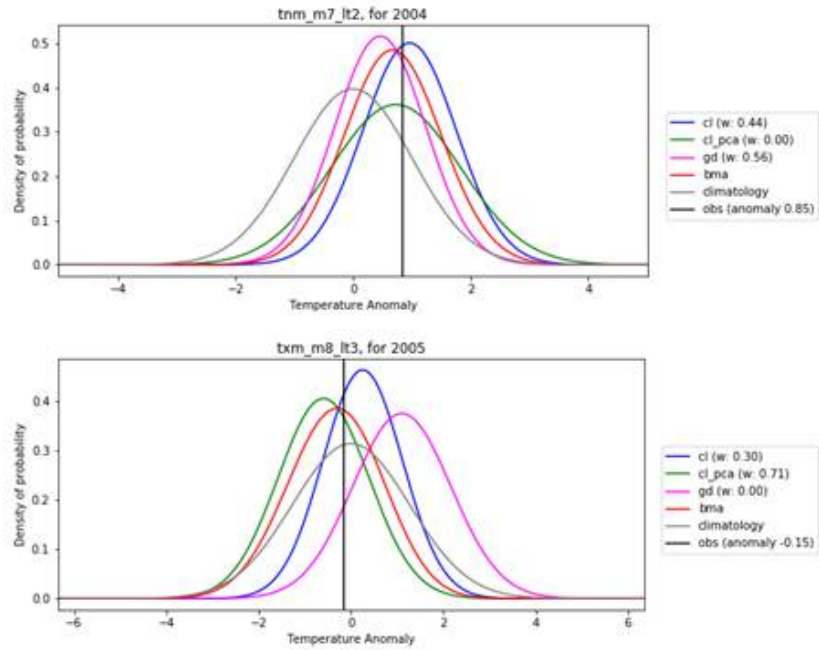 tnm_m7_lt2, for 2004
0.5
0.4
0.3
0.2
0.1
0.0
Density of probability
-4
-2
0
2
4
Temperature Anomaly
cl (w: 0.44)
cl_pca (w: 0.00)
gd (w: 0.56)
bma
climatology
obs (anomaly 0.85)
txm_m8_lt3, for 2005
0.4
0.3
0.2
0.1
0.0
Density of probability
-6
-4
-2
0
2
4
6
Temperature Anomaly
cl (w: 0.30)
cl_pca (w: 0.71)
gd (w: 0.00)
bma
climatology
obs (anomaly -0.15)